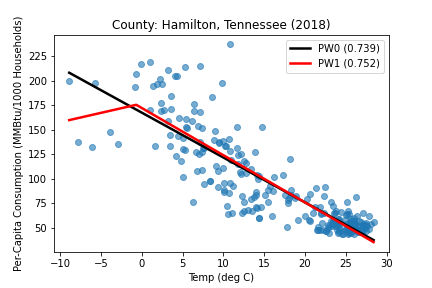 County: Hamilton, Tennessee (2018)
PW0 (0.739)
PW1 (0.752)
Per-Capita Consumption (MMBtu/1000 Households)
225
200
175
150
125
100
75
50
−10 −5 0 5 10 15 20 25 30
Temp (deg C)